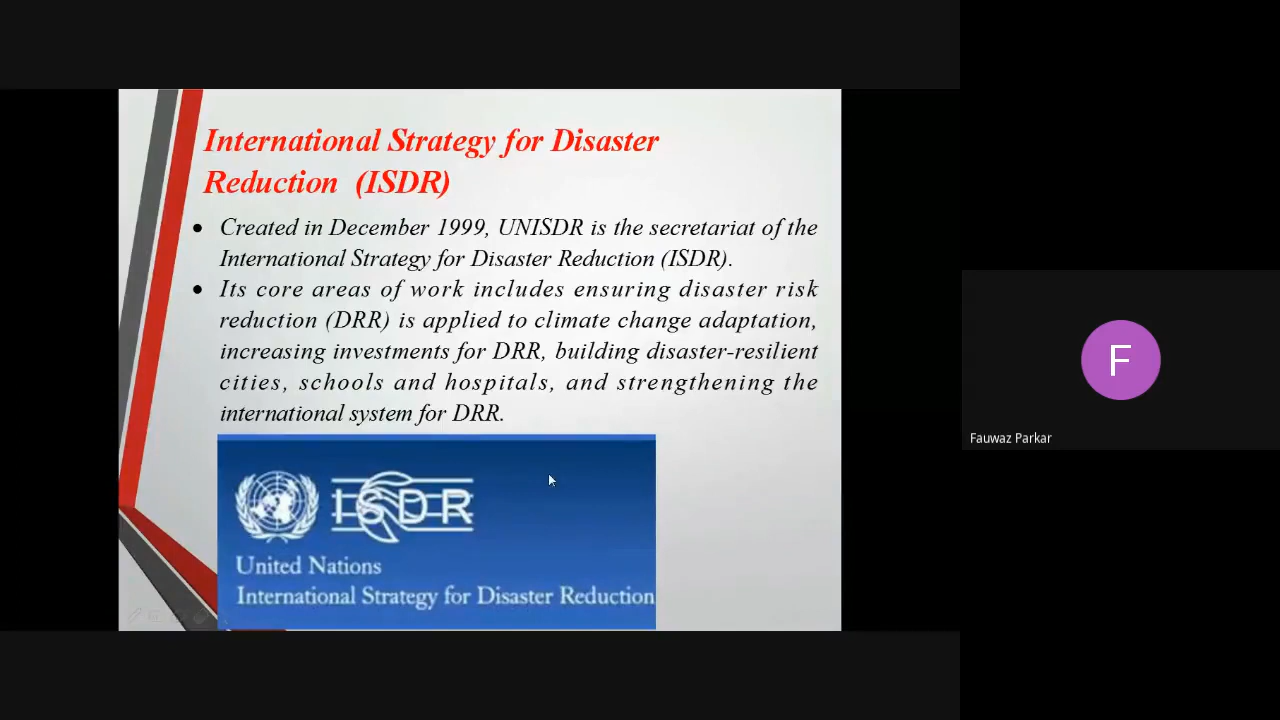 International Strategy for Disaster
Reduction (ISDR)
• Created in December 1999, UNISDR is the secretariat of the
International Strategy for Disaster Reduction (ISDR).
• Its core areas of work includes ensuring disaster risk
reduction (DRR) is applied to climate change adaptation,
increasing investments for DRR, building disaster-resilient
cities, schools and hospitals, and strengthening the
international system for DRR.
ISDR
United Nations
International Strategy for Disaster Reduction
F
Fauwaz Parkar